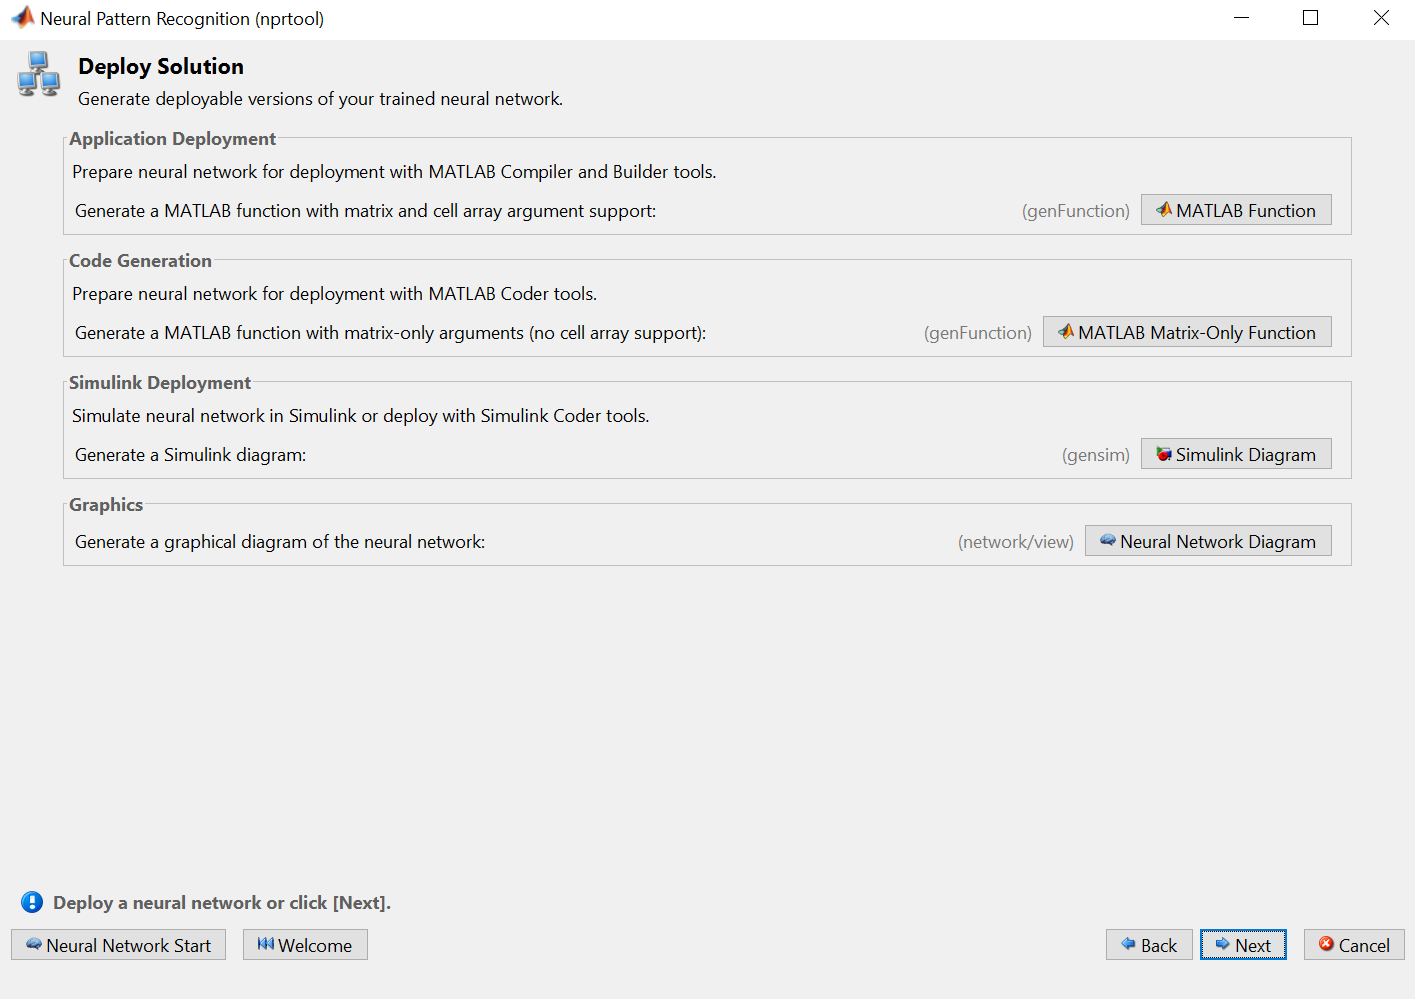 Neural Pattern Recognition (nprtool)
Deploy Solution
Generate deployable versions of your trained neural network.
Application Deployment
Prepare neural network for deployment with MATLAB Compiler and Builder tools.
Generate a MATLAB function with matrix and cell array argument support: (genFunction) MATLAB Function
Code Generation
Prepare neural network for deployment with MATLAB Coder tools.
Generate a MATLAB function with matrix-only arguments (no cell array support): (genFunction) MATLAB Matrix-Only Function
Simulink Deployment
Simulate neural network in Simulink or deploy with Simulink Coder tools.
Generate a Simulink diagram: (gensim) Simulink Diagram
Graphics
Generate a graphical diagram of the neural network: (network/view) Neural Network Diagram
Deploy a neural network or click [Next].
Neural Network Start Welcome Back Next Cancel